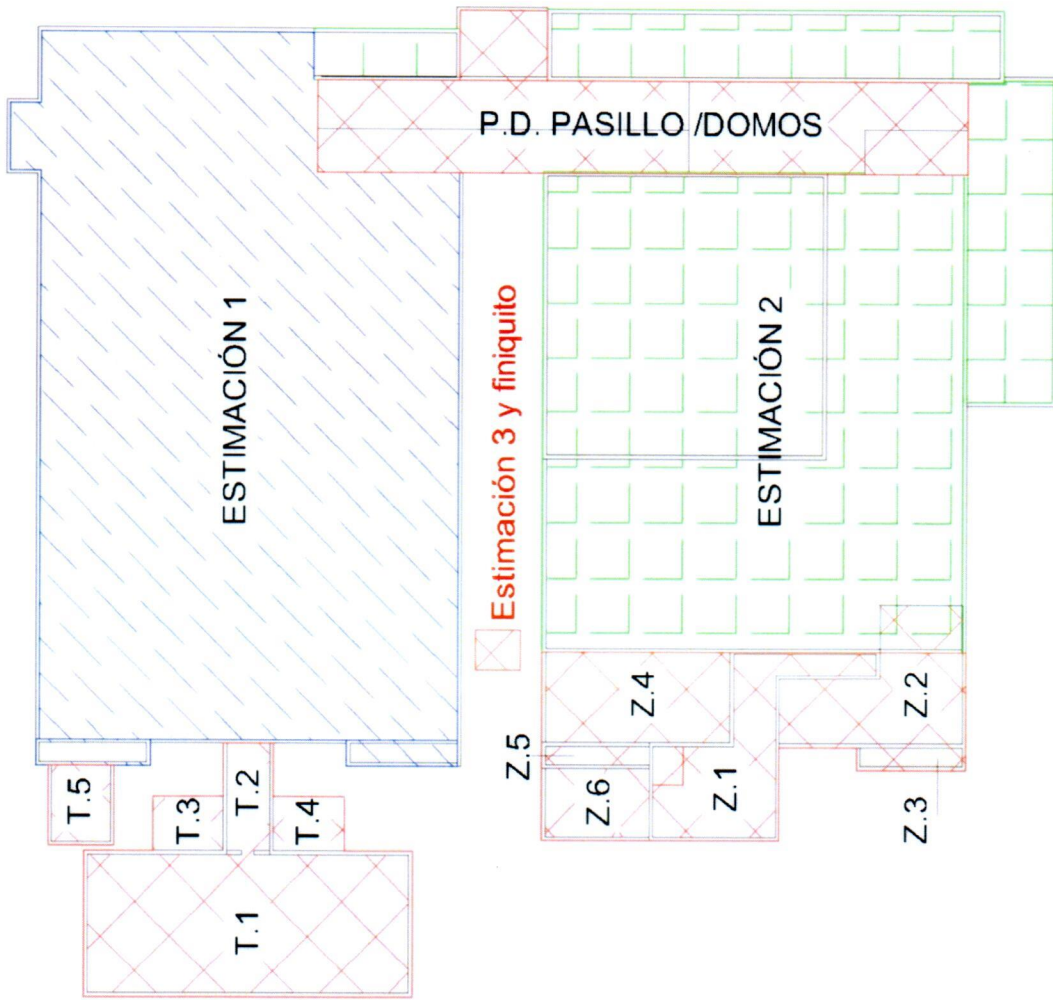 P.D. PASILLO /DOMOS
ESTIMACIÓN 1
Estimación 3 y finiquito
ESTIMACIÓN 2
T.5
T.3
T.2
T.4
T.1
Z.5
Z.4
Z.6
Z.1
Z.2
Z.3